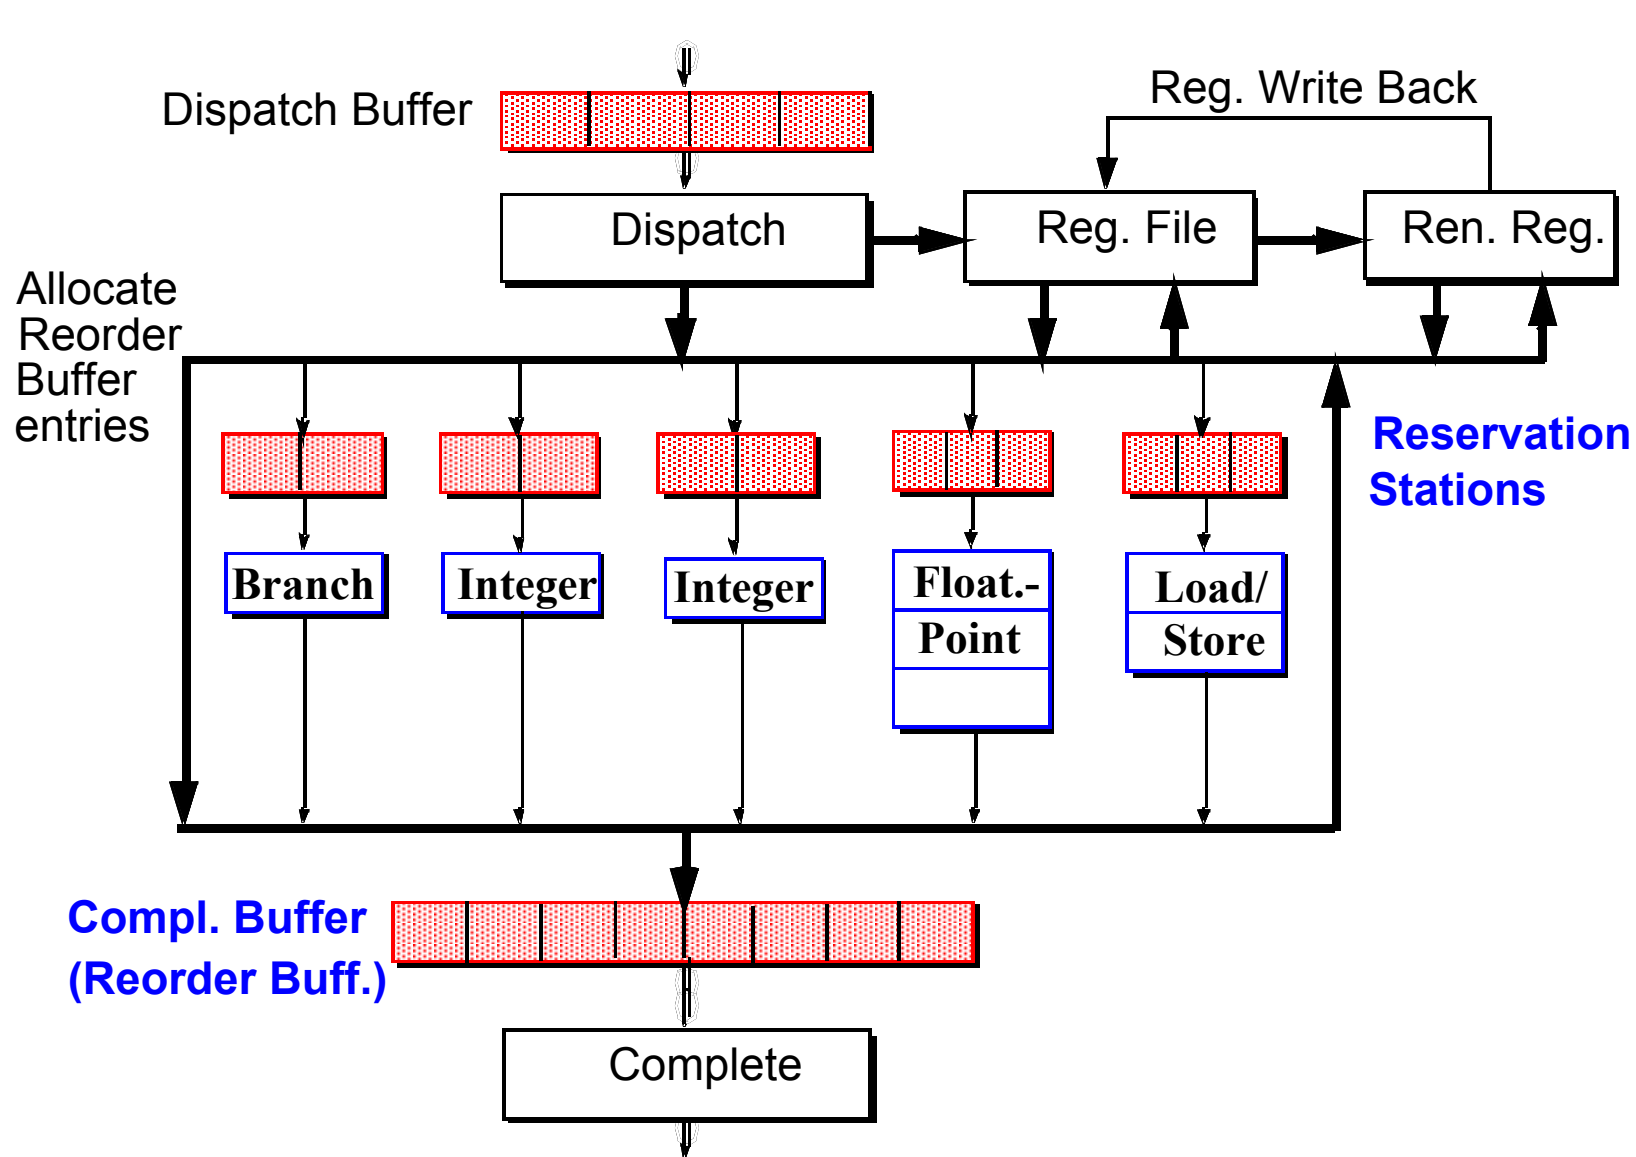 Reg. Write Back
Dispatch Buffer
Dispatch
Reg. File
Ren. Reg.
Allocate
Reorder
Buffer
entries
Reservation
Stations
Branch
Integer
Integer
Float.-
Point
Load/
Store
Compl. Buffer
(Reorder Buff.)
Complete